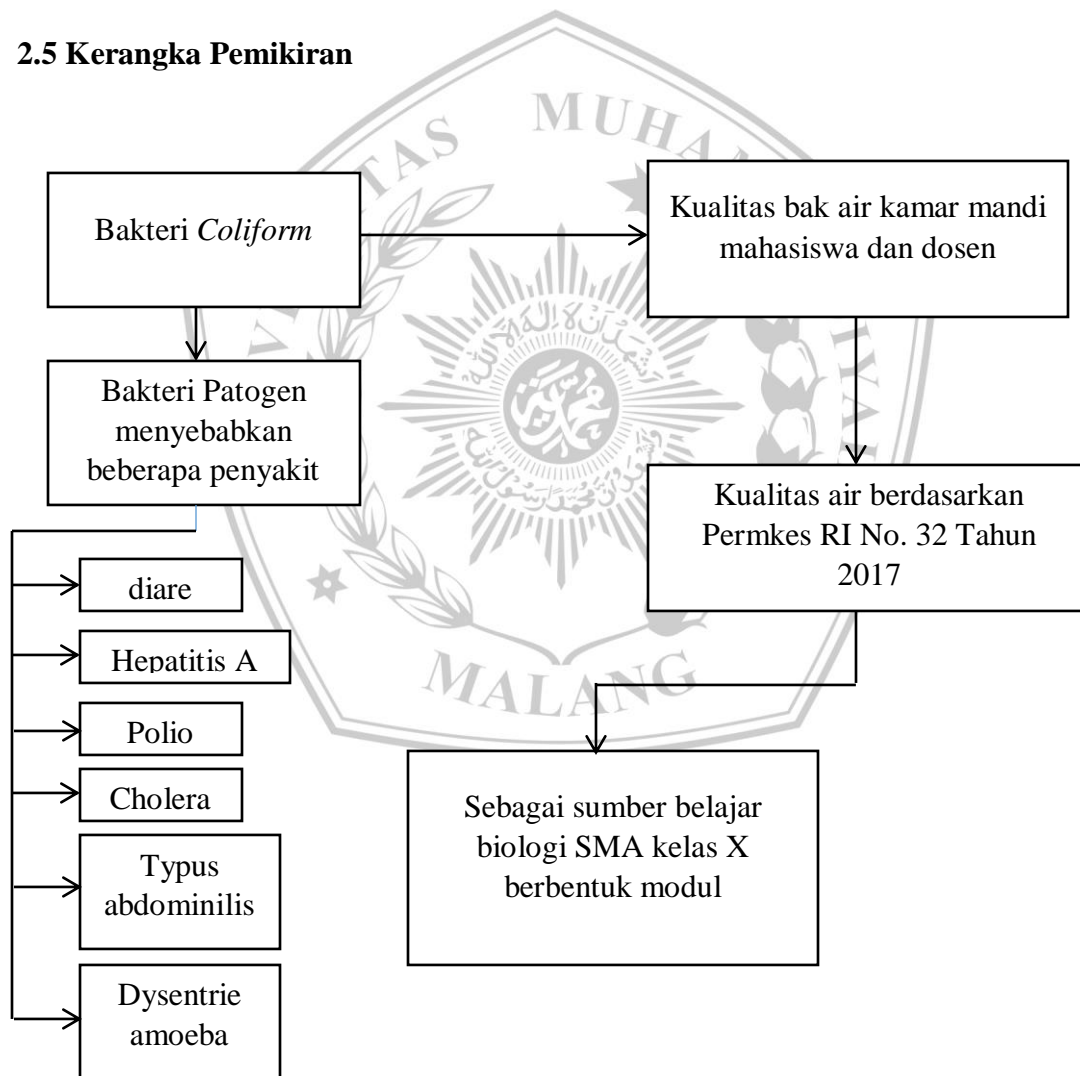 2.5 Kerangka Pemikiran
Bakteri Coliform
Kualitas bak air kamar mandi
mahasiswa dan dosen
Bakteri Patogen
menyebabkan
beberapa penyakit
Kualitas air berdasarkan
Permkes RI No. 32 Tahun
2017
diare
Hepatitis A
Polio
Cholera
Typus
abdominilis
Dysentrie
amoeba
Sebagai sumber belajar
biologi SMA kelas X
berbentuk modul
MALANG